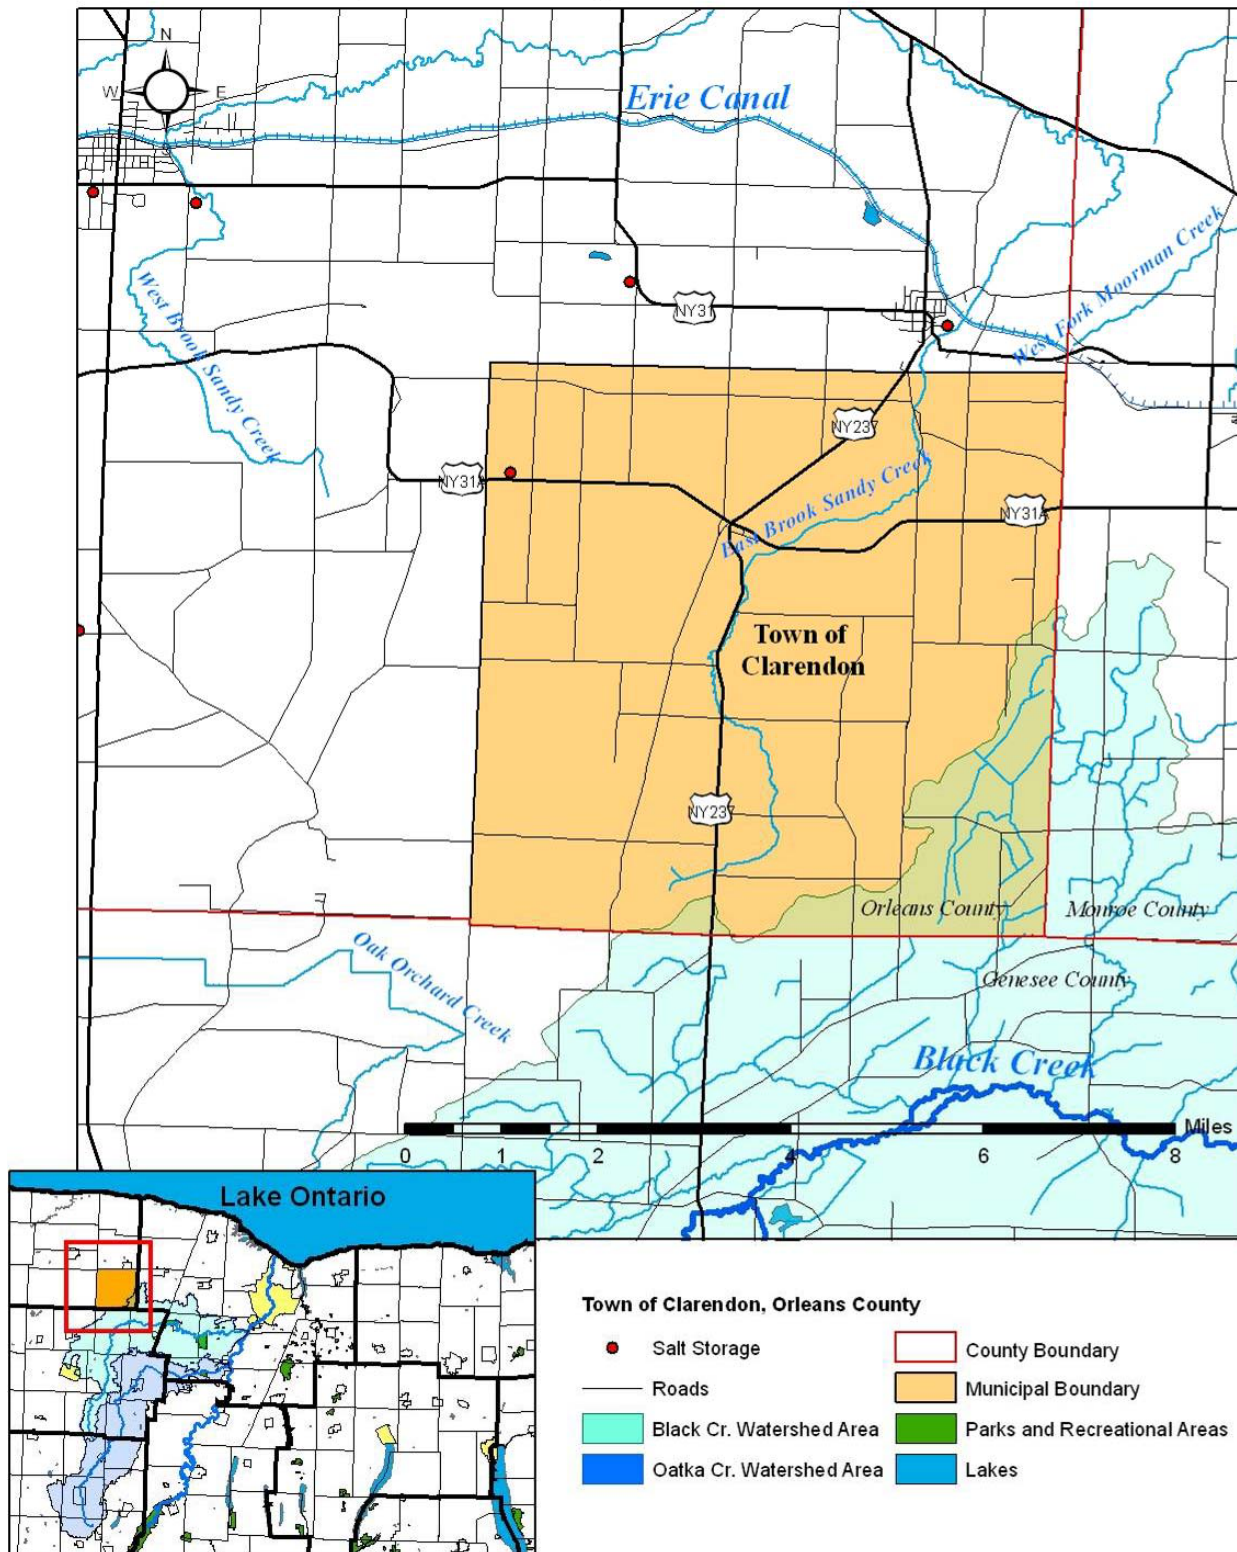 N
W E
S
Erie Canal
West Fork Moorman Creek
West Brook Sandy Creek
NY31
NY237
NY31A
East Brook Sandy Creek
NY31A
Town of
Clarendon
NY237
Orleans County
Monroe County
Oak Orchard Creek
Genesee County
Black Creek
Miles
0 1 2 4 6 8
Lake Ontario
Town of Clarendon, Orleans County
Salt Storage
County Boundary
Roads
Municipal Boundary
Black Cr. Watershed Area
Parks and Recreational Areas
Oatka Cr. Watershed Area
Lakes